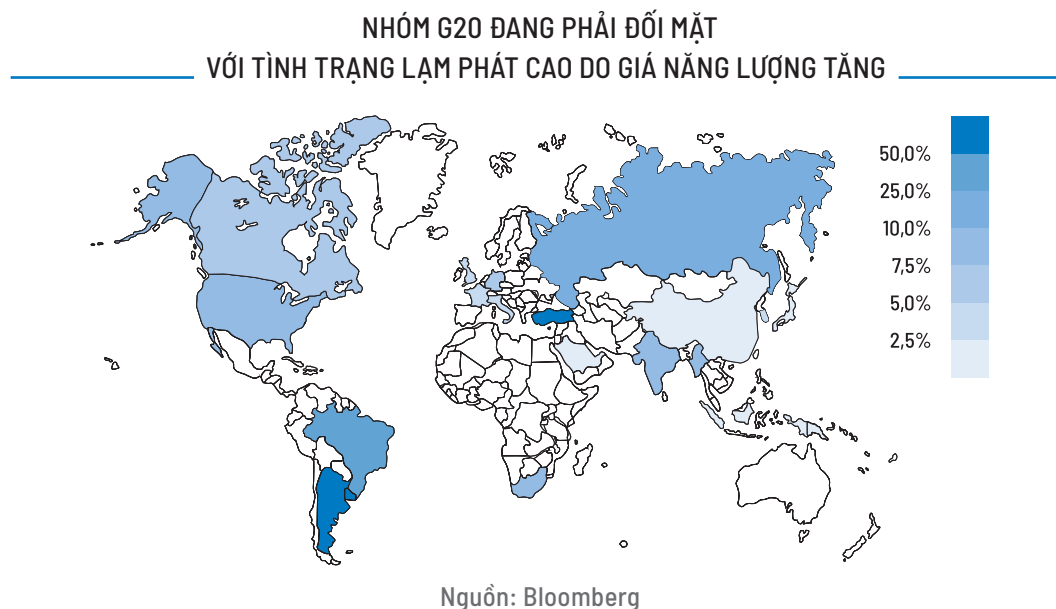 NHÓM G20 ĐANG PHẢI ĐỐI MẶT
VỚI TÌNH TRẠNG LẠM PHÁT CAO DO GIÁ NĂNG LƯỢNG TĂNG
50,0%
25,0%
10,0%
7,5%
5,0%
2,5%
Nguồn: Bloomberg